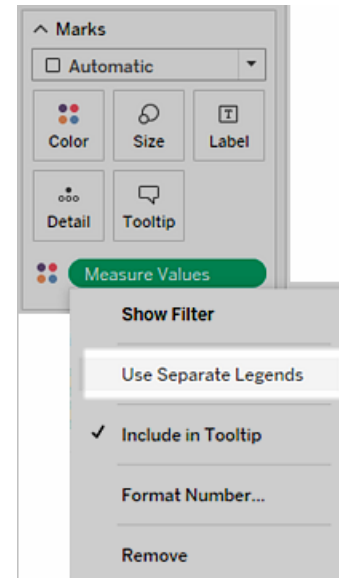 Marks
Automatic
Color Size Label
Detail Tooltip
Measure Values
Show Filter
Use Separate Legends
Include in Tooltip
Format Number...
Remove